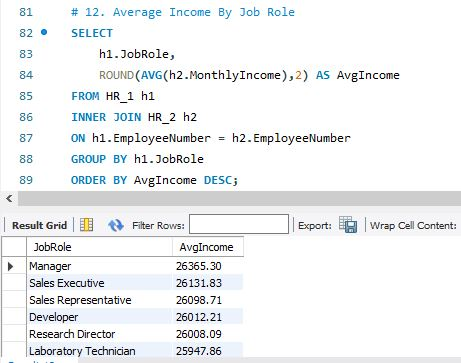 81 # 12. Average Income By Job Role
82 SELECT
83 h1.JobRole,
84 ROUND(AVG(h2.MonthlyIncome),2) AS AvgIncome
85 FROM HR_1 h1
86 INNER JOIN HR_2 h2
87 ON h1.EmployeeNumber = h2.EmployeeNumber
88 GROUP BY h1.JobRole
89 ORDER BY AvgIncome DESC;
Result Grid Filter Rows: Export: Wrap Cell Content:
JobRole AvgIncome
Manager 26365.30
Sales Executive 26131.83
Sales Representative 26098.71
Developer 26012.21
Research Director 26008.09
Laboratory Technician 25947.86